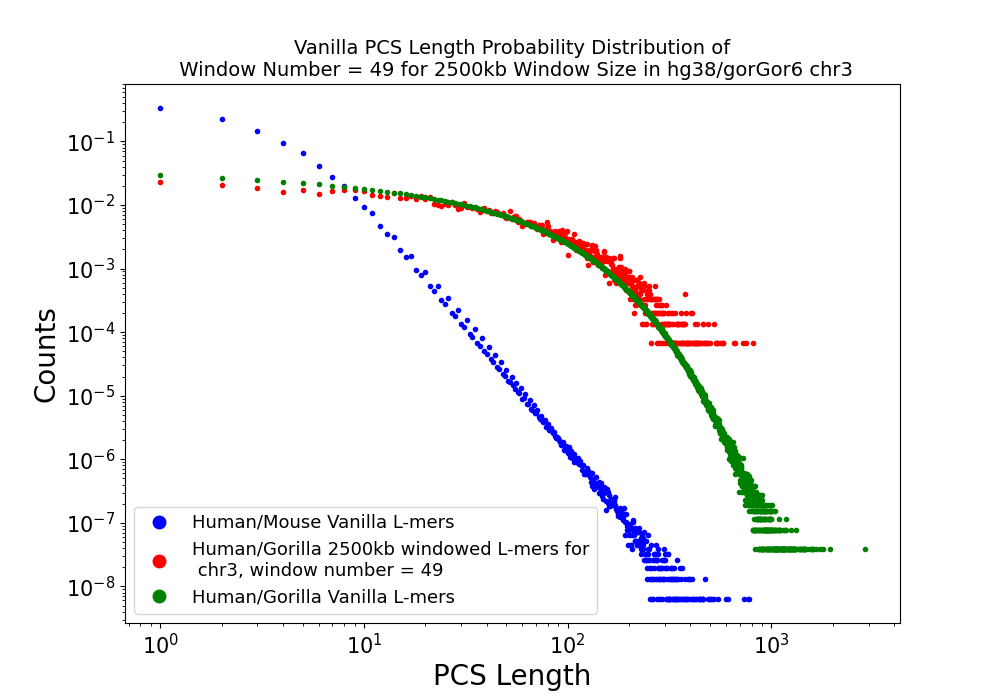 Vanilla PCS Length Probability Distribution of
Window Number = 49 for 2500kb Window Size in hg38/gorGor6 chr3
Counts
10⁻¹
10⁻²
10⁻³
10⁻⁴
10⁻⁵
10⁻⁶
10⁻⁷
10⁻⁸
Human/Mouse Vanilla L-mers
Human/Gorilla 2500kb windowed L-mers for
chr3, window number = 49
Human/Gorilla Vanilla L-mers
10⁰ 10¹ 10² 10³
PCS Length